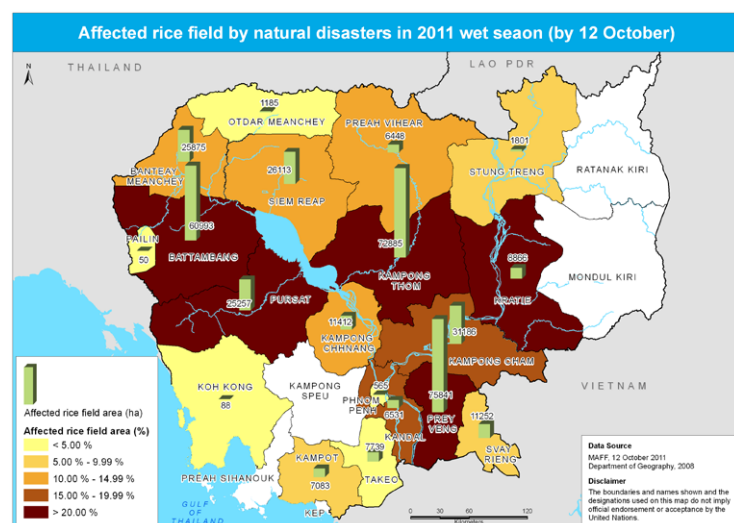 Affected rice field by natural disasters in 2011 wet seaon (by 12 October)
N
THAILAND
LAO PDR
1185
OTDAR MEANCHEY
PREAH VIHEAR
6448
25875
BANTEAY
MEANCHEY
26113
SIEM REAP
1801
STUNG TRENG
RATANAK KIRI
60993
PAILIN
50
BATTAMBANG
72885
KAMPONG
THOM
8866
KRATIE
MONDUL KIRI
25257
PURSAT
11412
KAMPONG
CHHNANG
31186
KAMPONG CHAM
KOH KONG
88
KAMPONG
SPEU
565
PHNOM
PENH
6531
KANDAL
75841
PREY
VENG
11252
SVAY
RIENG
VIETNAM
7739
TAKEO
KAMPOT
7083
KEP
PREAH SIHANOUK
GULF
OF
THAILAND
Affected rice field area (ha)
Affected rice field area (%)
< 5.00 %
5.00 % - 9.99 %
10.00 % - 14.99 %
15.00 % - 19.99 %
> 20.00 %
0
30
60
90
120
Kilometers
Data Source
MAFF, 12 October 2011
Department of Geography, 2008
Disclaimer
The boundaries and names shown and the
designations used on this map do not imply
official endorsement or acceptance by the
United Nations.